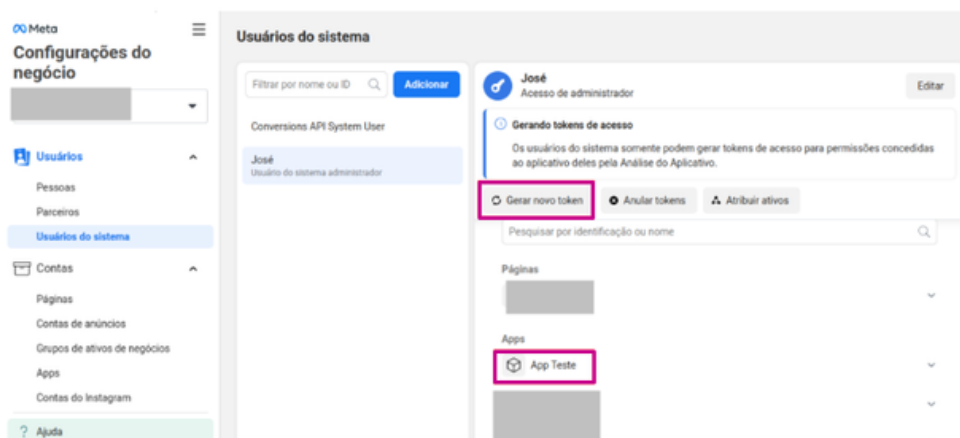 Meta
Configurações do
negócio
Usuários
Pessoas
Parceiros
Usuários do sistema
Contas
Páginas
Contas de anúncios
Grupos de ativos de negócios
Apps
Contas do Instagram
? Ajuda
Usuários do sistema
Filtrar por nome ou ID
Adicionar
Conversions API System User
José
Usuário do sistema administrador
José
Acesso de administrador
Editar
Gerando tokens de acesso
Os usuários do sistema somente podem gerar tokens de acesso para permissões concedidas
ao aplicativo deles pela Análise do Aplicativo.
Gerar novo token
Anular tokens
Atribuir ativos
Pesquisar por identificação ou nome
Páginas
Apps
App Teste